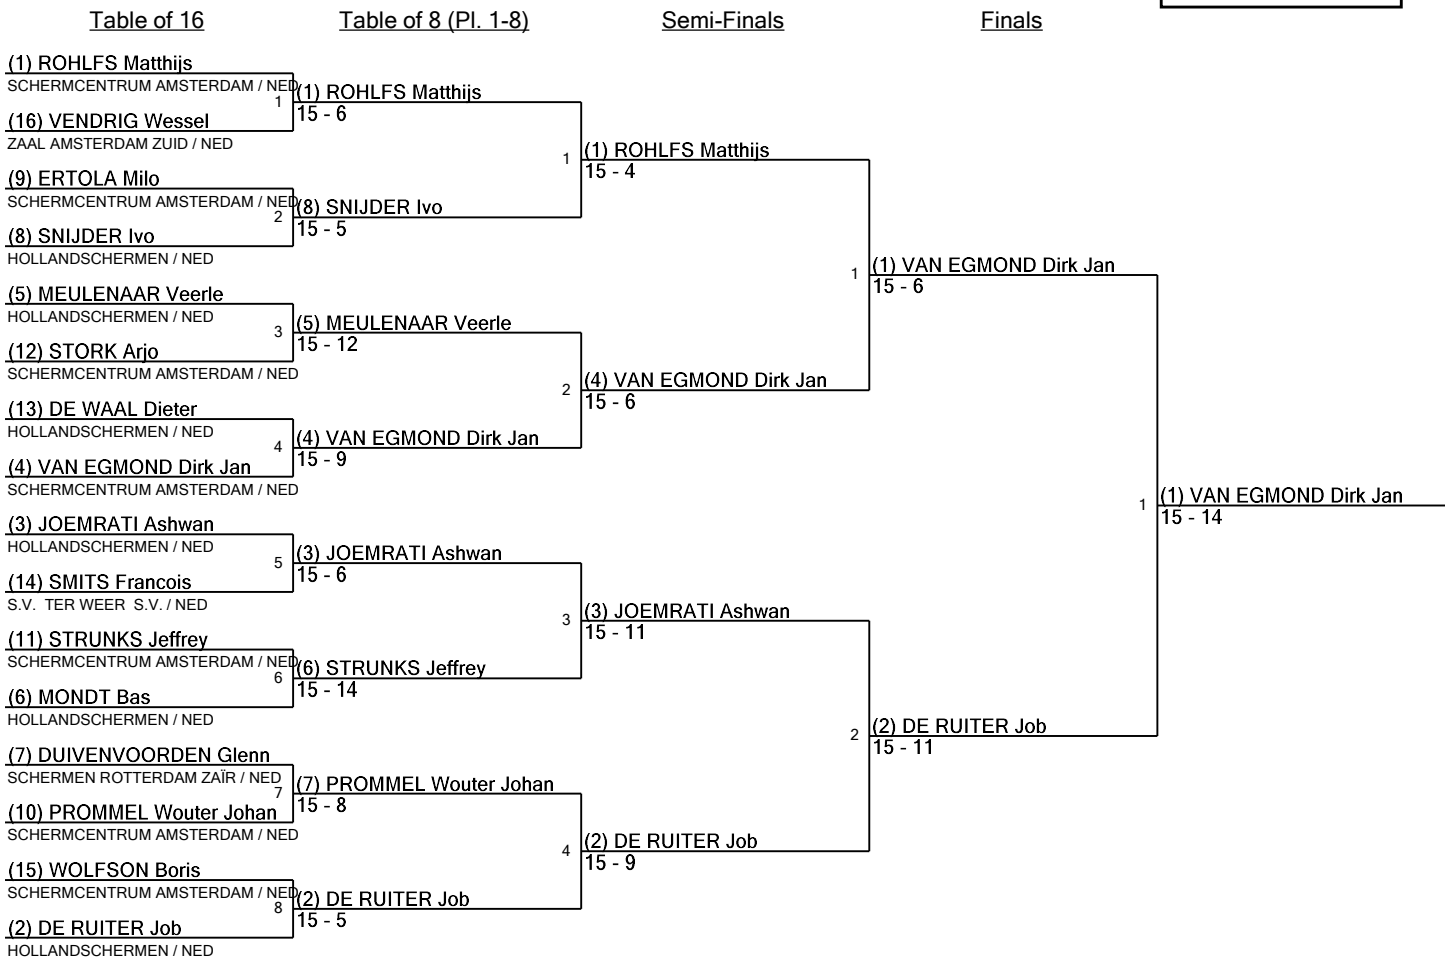 Table of 16
Table of 8 (Pl. 1-8)
Semi-Finals
Finals
(1) ROHLFS Matthijs
SCHERMCENTRUM AMSTERDAM / NED
1
(16) VENDRIG Wessel
ZAAL AMSTERDAM ZUID / NED
(9) ERTOLA Milo
SCHERMCENTRUM AMSTERDAM / NED
2
(8) SNIJDER Ivo
HOLLANDSCHERMEN / NED
(5) MEULENAAR Veerle
HOLLANDSCHERMEN / NED
3
(12) STORK Arjo
SCHERMCENTRUM AMSTERDAM / NED
(13) DE WAAL Dieter
HOLLANDSCHERMEN / NED
4
(4) VAN EGMOND Dirk Jan
SCHERMCENTRUM AMSTERDAM / NED
(3) JOEMRATI Ashwan
HOLLANDSCHERMEN / NED
5
(14) SMITS Francois
S.V.  TER WEER  S.V. / NED
(11) STRUNKS Jeffrey
SCHERMCENTRUM AMSTERDAM / NED
6
(6) MONDT Bas
HOLLANDSCHERMEN / NED
(7) DUIVENVOORDEN Glenn
SCHERMEN ROTTERDAM ZAÏR / NED
7
(10) PROMMEL Wouter Johan
SCHERMCENTRUM AMSTERDAM / NED
(15) WOLFSON Boris
SCHERMCENTRUM AMSTERDAM / NED
8
(2) DE RUITER Job
HOLLANDSCHERMEN / NED
(1) ROHLFS Matthijs
15 - 6
1
(8) SNIJDER Ivo
15 - 5
(5) MEULENAAR Veerle
15 - 12
2
(4) VAN EGMOND Dirk Jan
15 - 9
(3) JOEMRATI Ashwan
15 - 6
3
(6) STRUNKS Jeffrey
15 - 14
(7) PROMMEL Wouter Johan
15 - 8
4
(2) DE RUITER Job
15 - 5
(1) ROHLFS Matthijs
15 - 4
1
(4) VAN EGMOND Dirk Jan
15 - 6
(3) JOEMRATI Ashwan
15 - 11
2
(2) DE RUITER Job
15 - 9
(1) VAN EGMOND Dirk Jan
15 - 6
1
(2) DE RUITER Job
15 - 11
(1) VAN EGMOND Dirk Jan
15 - 14